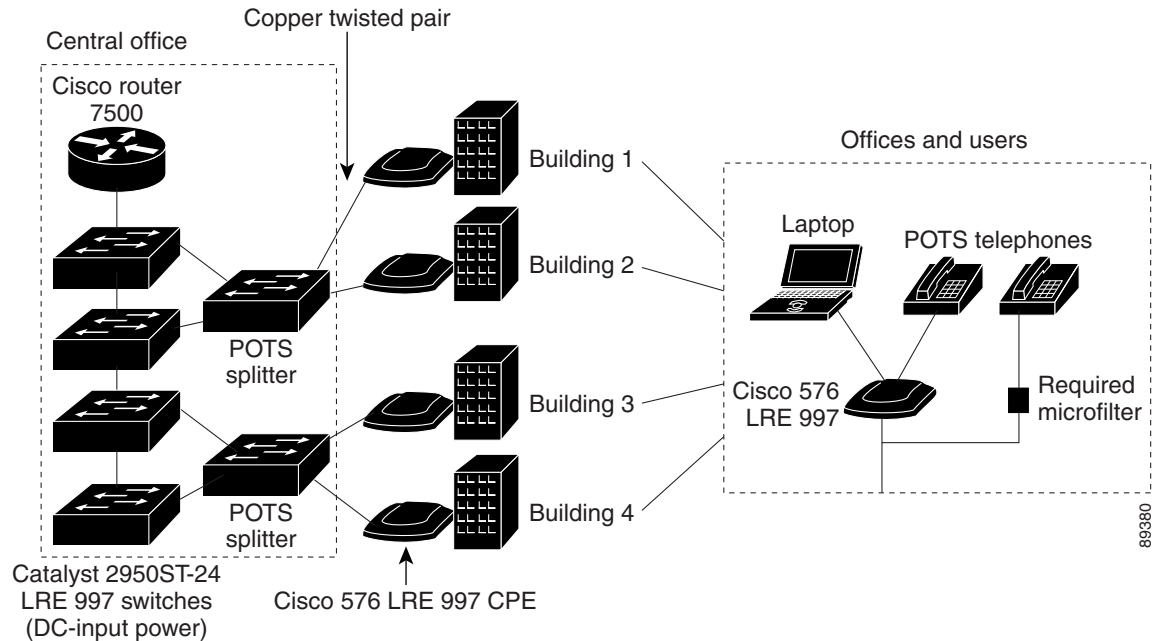 Copper twisted pair
Central office
Cisco router
7500
POTS
splitter
POTS
splitter
Catalyst 2950ST-24
LRE 997 switches
(DC-input power)
Building 1
Building 2
Building 3
Building 4
Cisco 576 LRE 997 CPE
Offices and users
Laptop
POTS telephones
Cisco 576
LRE 997
Required
microfilter
89380